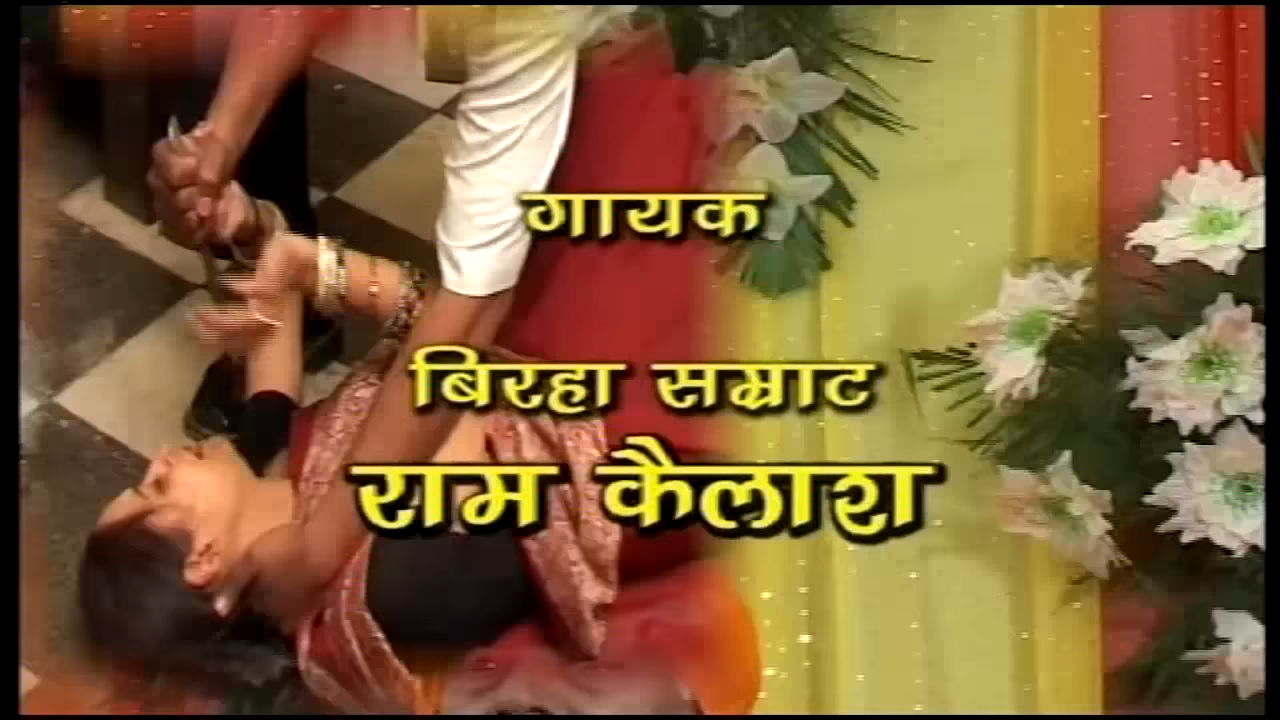 गायक
बिरहा सम्राट
राम कैलाश